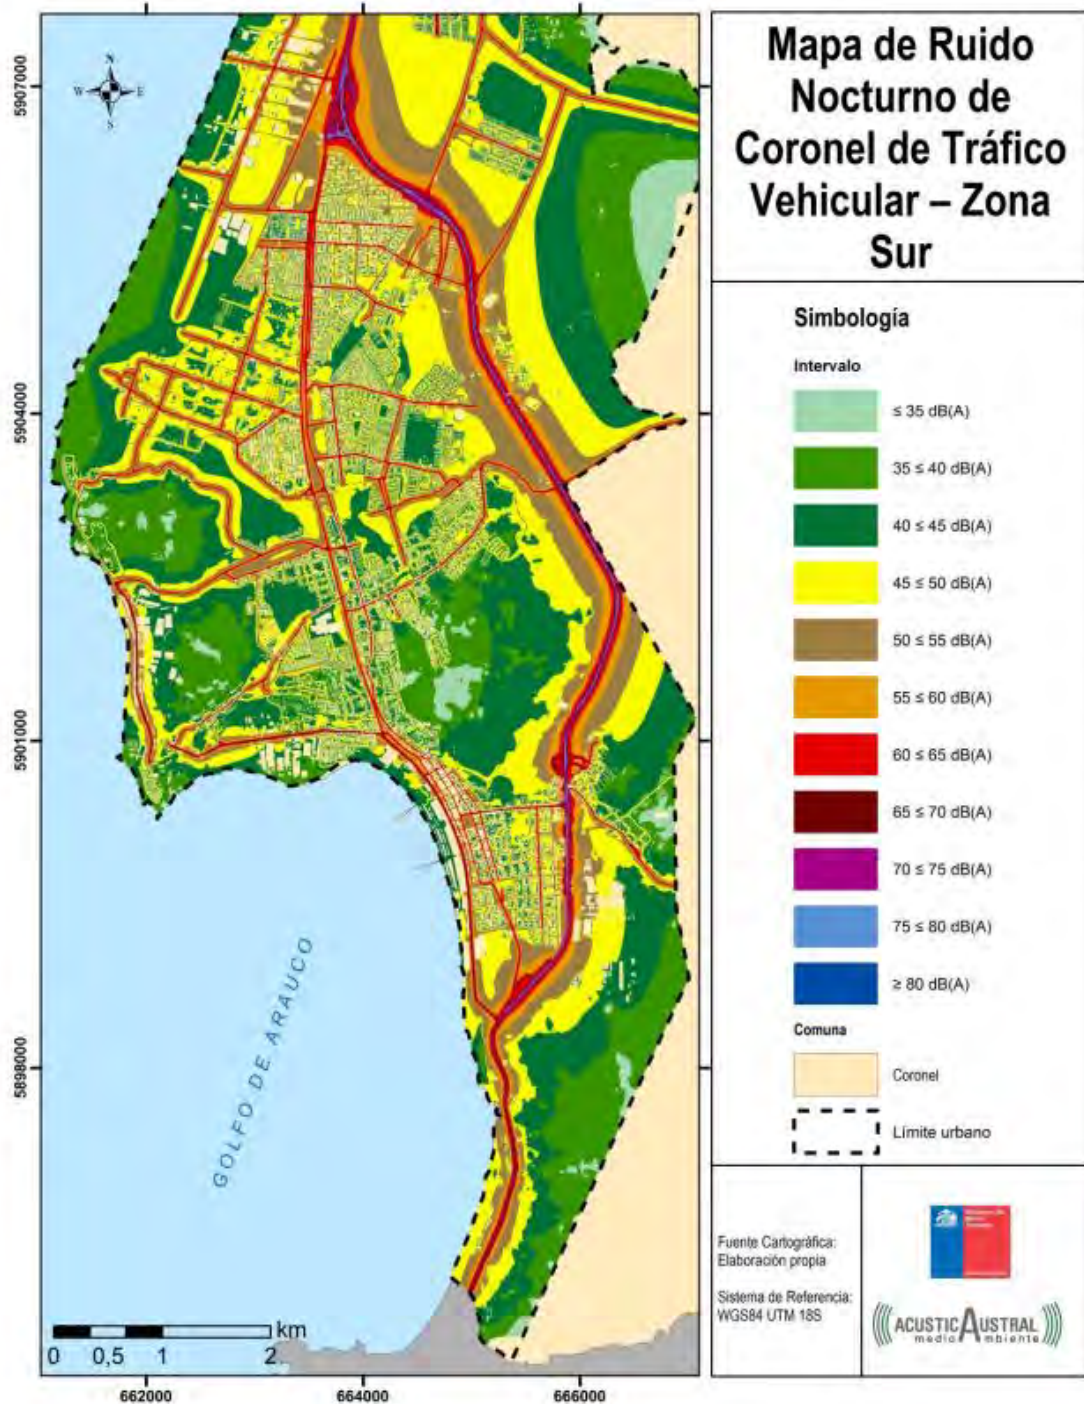 Mapa de Ruido
Nocturno de
Coronel de Tráfico
Vehicular – Zona
Sur
Simbología
Intervalo
≤ 35 dB(A)
35 ≤ 40 dB(A)
40 ≤ 45 dB(A)
45 ≤ 50 dB(A)
50 ≤ 55 dB(A)
55 ≤ 60 dB(A)
60 ≤ 65 dB(A)
65 ≤ 70 dB(A)
70 ≤ 75 dB(A)
75 ≤ 80 dB(A)
≥ 80 dB(A)
Comuna
Coronel
Límite urbano
Fuente Cartográfica:
Elaboración propia
Sistema de Referencia:
WGS84 UTM 18S
ACUSTICAUSTRAL
medio Ambiente
N
W E
S
5907000
5904000
5901000
5898000
GOLFO DE ARAUCO
km
0 0,5 1 2
662000 664000 666000